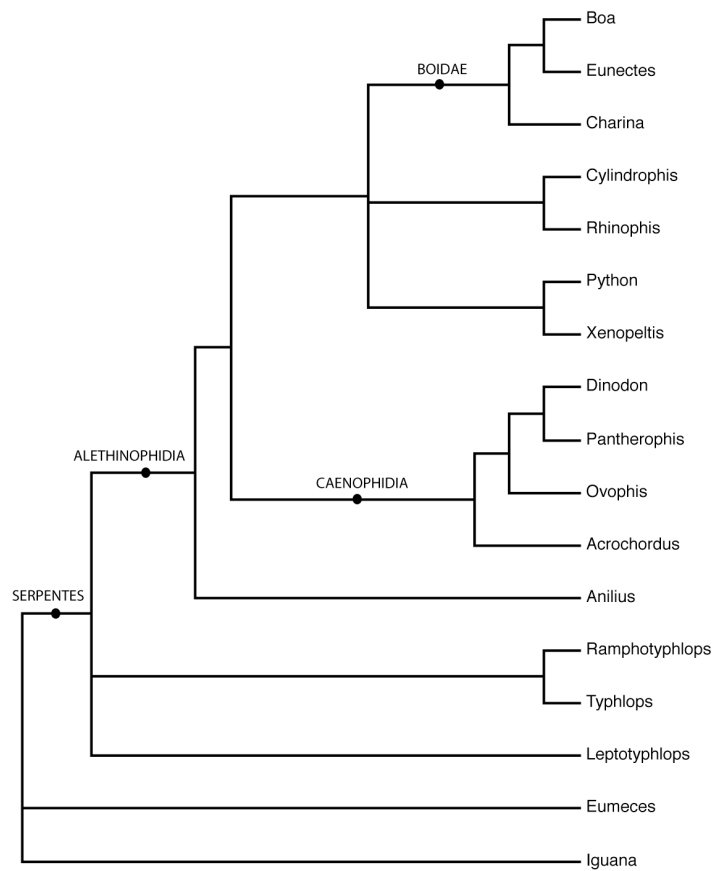 Boa
BOIDAE
Eunectes
Charina
Cylindrophis
Rhinophis
Python
Xenopeltis
Dinodon
Pantherophis
ALETHINOPHIDIA
CAENOPHIDIA
Ovophis
Acrochordus
SERPENTES
Anilius
Ramphotyphlops
Typhlops
Leptotyphlops
Eumeces
Iguana